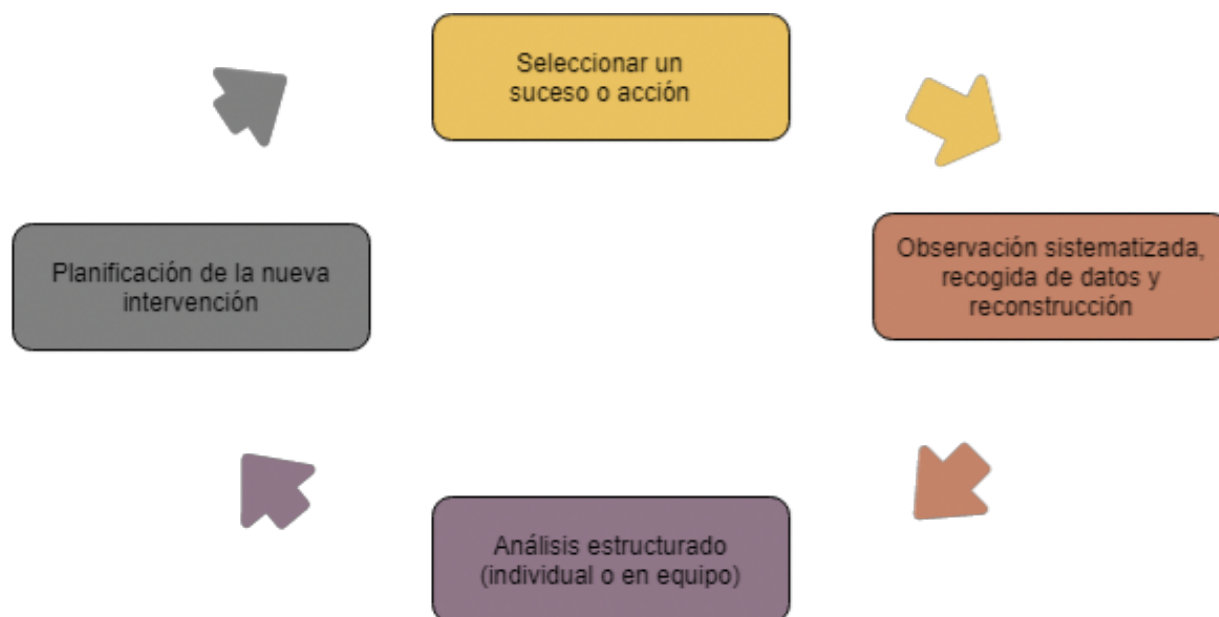 Seleccionar un
suceso o acción
Observación sistematizada,
recogida de datos y
reconstrucción
Planificación de la nueva
intervención
Análisis estructurado
(individual o en equipo)